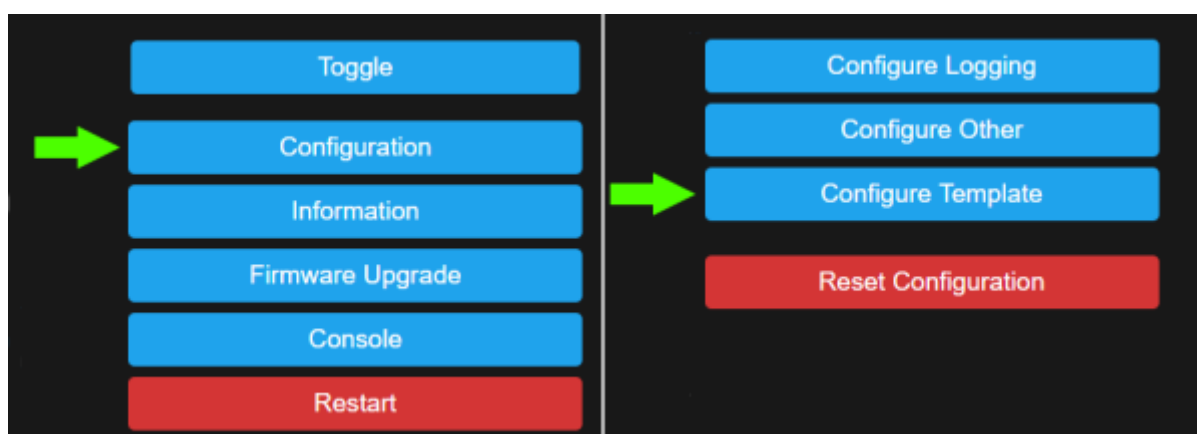 Toggle
Configuration
Information
Firmware Upgrade
Console
Restart
Configure Logging
Configure Other
Configure Template
Reset Configuration